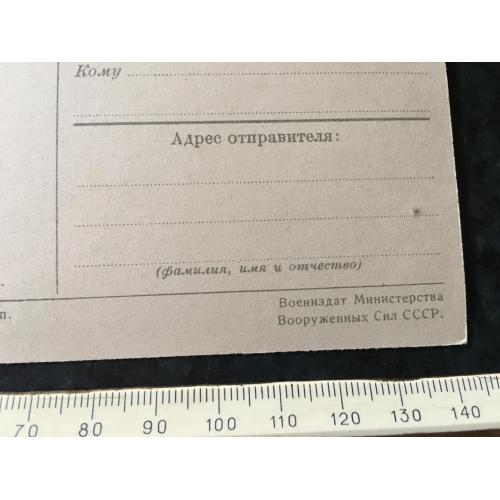 Кому
Адрес отправителя:
(фамилия, имя и отчество)
п.
Воениздат Министерства
Вооруженных Сил СССР.
70 80 90 100 110 120 130 140